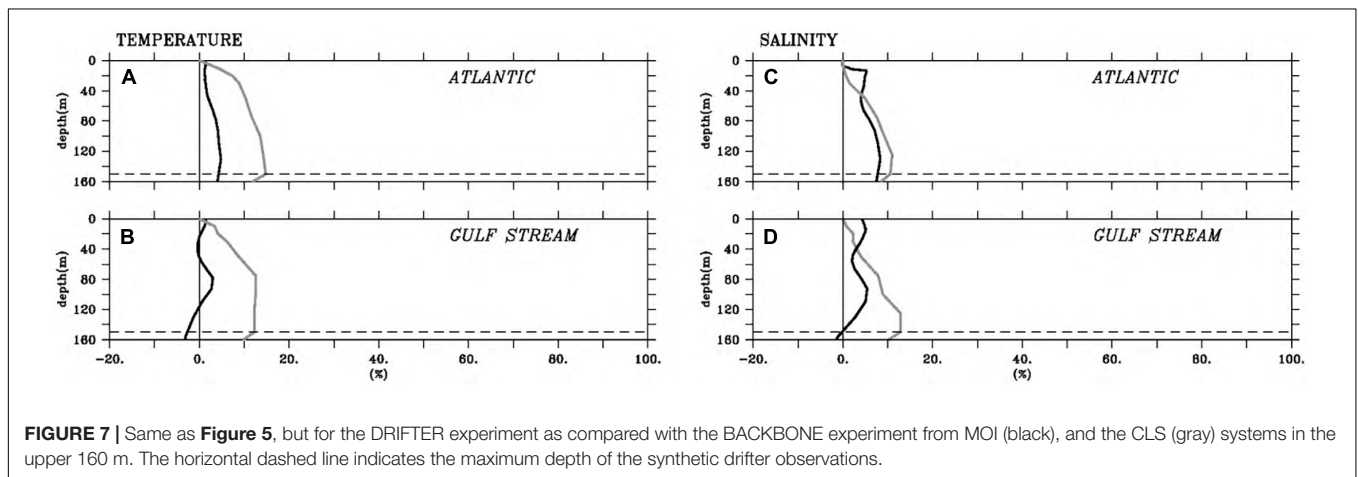 TEMPERATURE
SALINITY
A
ATLANTIC
0
40
80
120
160
depth(m)
C
ATLANTIC
0
40
80
120
160
depth(m)
B
GULF STREAM
0
40
80
120
160
depth(m)
-20. 0. 20. 40. 60. 80. 100.
(%)
D
GULF STREAM
0
40
80
120
160
depth(m)
-20. 0. 20. 40. 60. 80. 100.
(%)
FIGURE 7 | Same as Figure 5, but for the DRIFTER experiment as compared with the BACKBONE experiment from MOI (black), and the CLS (gray) systems in the
upper 160 m. The horizontal dashed line indicates the maximum depth of the synthetic drifter observations.